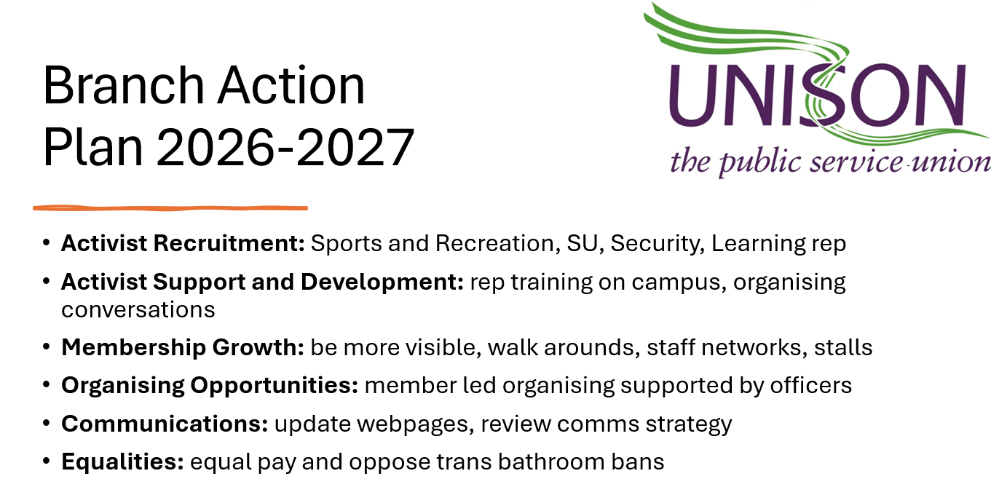 Branch Action
Plan 2026-2027
UNISON
the public service union
• Activist Recruitment: Sports and Recreation, SU, Security, Learning rep
• Activist Support and Development: rep training on campus, organising
conversations
• Membership Growth: be more visible, walk arounds, staff networks, stalls
• Organising Opportunities: member led organising supported by officers
• Communications: update webpages, review comms strategy
• Equalities: equal pay and oppose trans bathroom bans